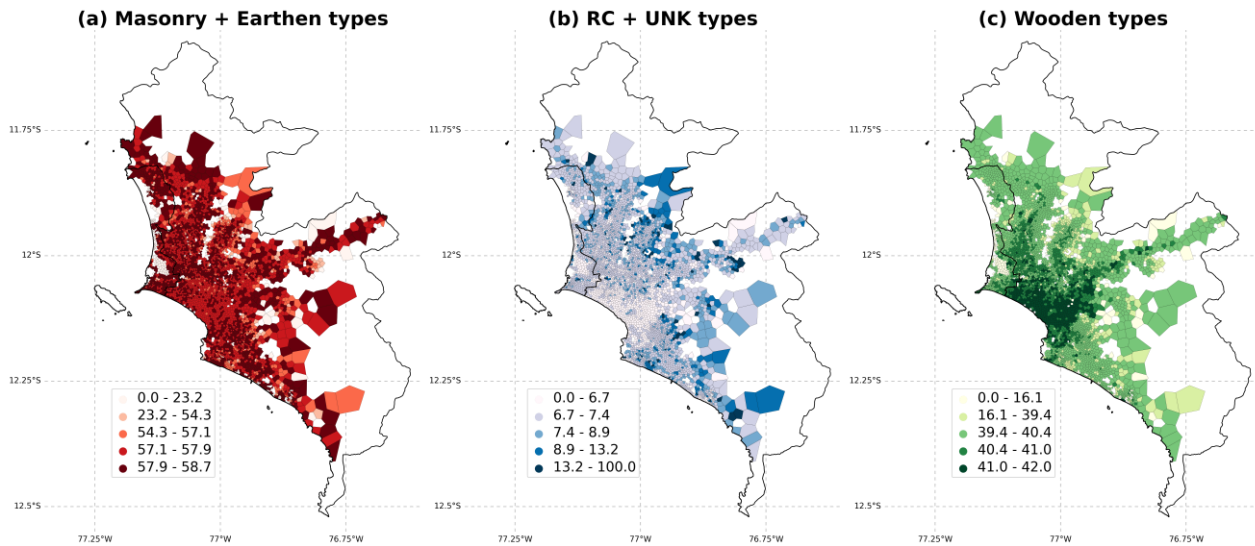 (a) Masonry + Earthen types
(b) RC + UNK types
(c) Wooden types
11.75°S
12°S
12.25°S
12.5°S
0.0 - 23.2
23.2 - 54.3
54.3 - 57.1
57.1 - 57.9
57.9 - 58.7
77.25°W
77°W
76.75°W
11.75°S
12°S
12.25°S
12.5°S
0.0 - 6.7
6.7 - 7.4
7.4 - 8.9
8.9 - 13.2
13.2 - 100.0
77.25°W
77°W
76.75°W
11.75°S
12°S
12.25°S
12.5°S
0.0 - 16.1
16.1 - 39.4
39.4 - 40.4
40.4 - 41.0
41.0 - 42.0
77.25°W
77°W
76.75°W